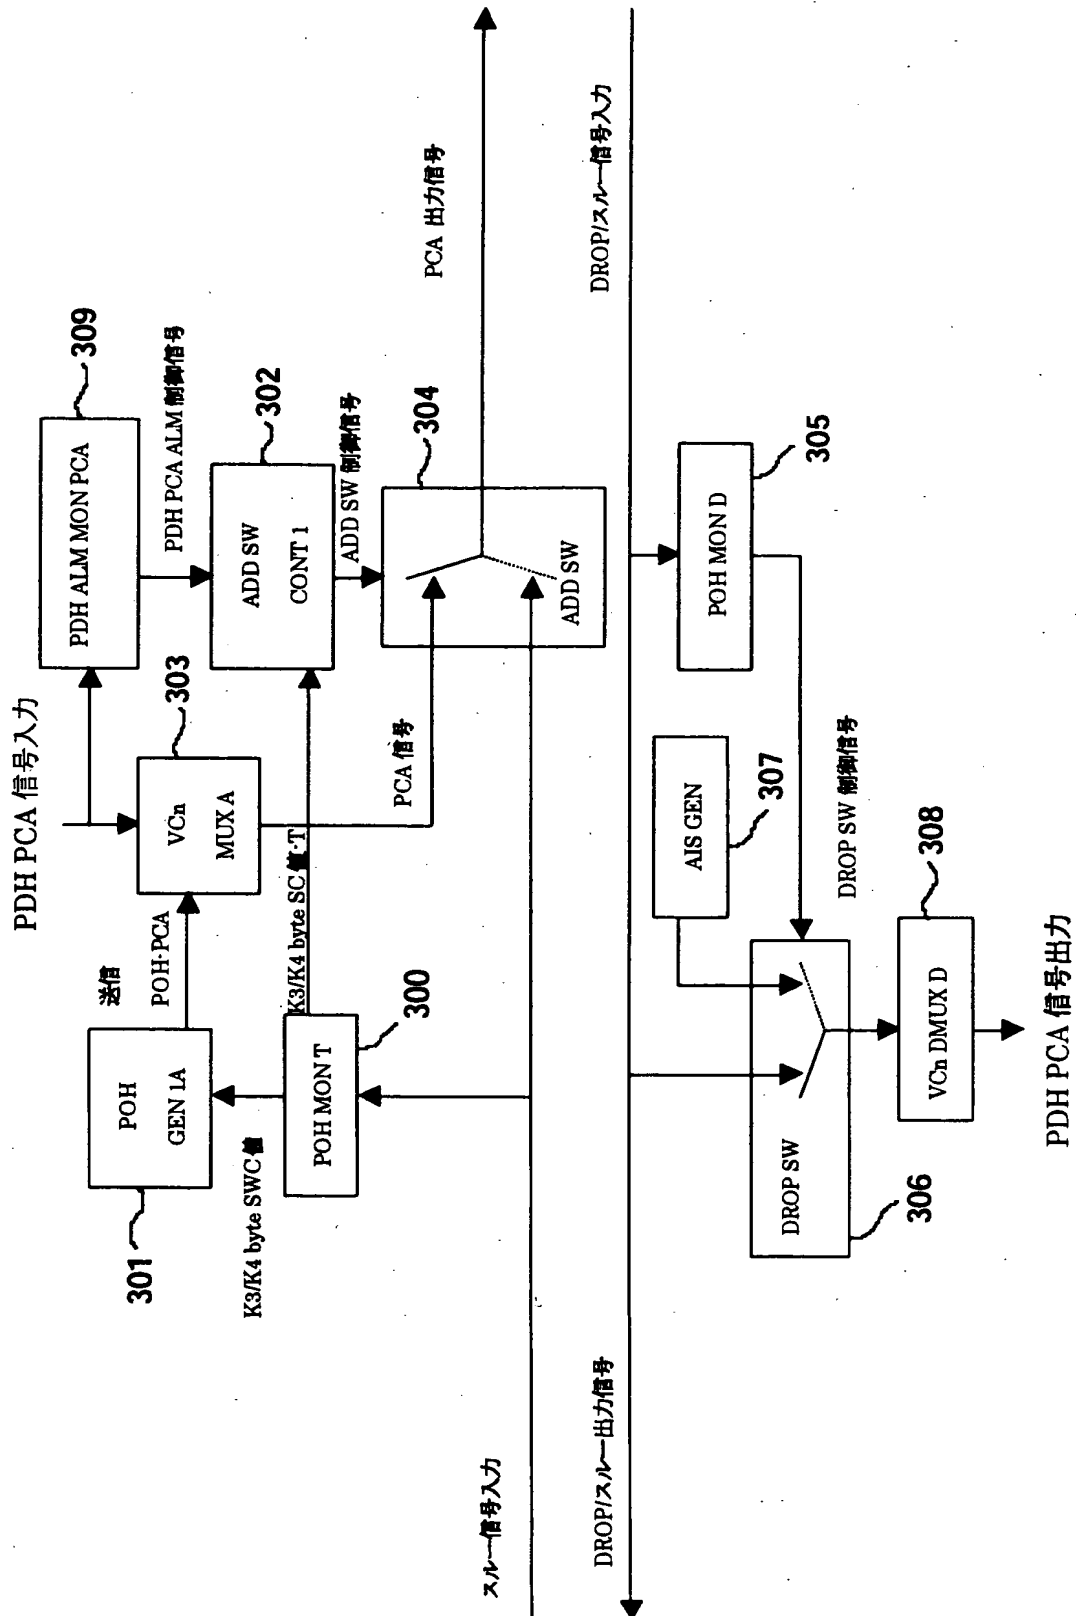 PDH PCA 信号入力
309
PDH ALM MON PCA
PDH PCA ALM 制御信号
303
VCn
MUX A
302
ADD SW
CONT 1
ADD SW 制御信号
送信
POH-PCA
301
POH
GEN 1A
K3/K4 byte SWC 値
K3/K4 byte SC 値-T
300
POH MON T
PCA 信号
304
ADD SW
PCA 出力信号
スルー信号入力
DROP/スルー信号入力
DROP/スルー出力信号
305
POH MON D
307
AIS GEN
DROP SW 制御信号
306
DROP SW
308
VCn DMUX D
PDH PCA 信号出力